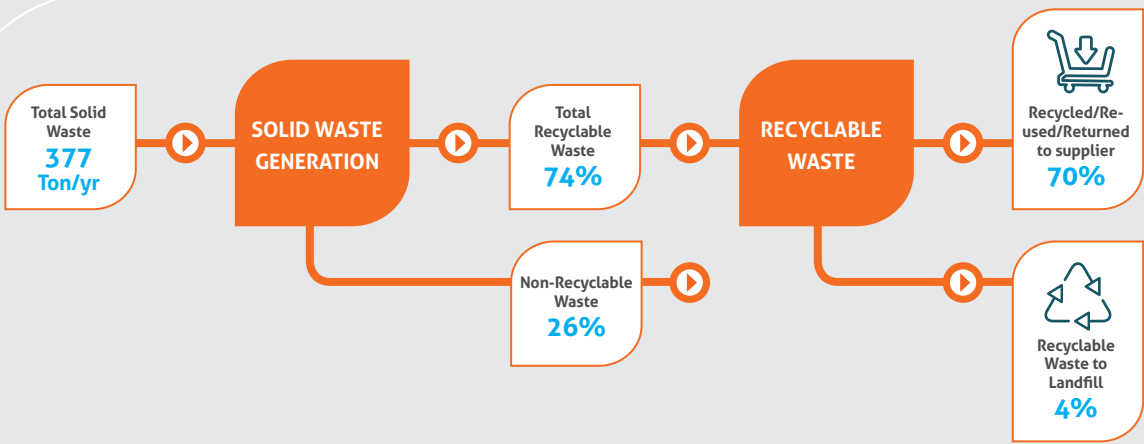 Total Solid
Waste
377
Ton/yr
SOLID WASTE
GENERATION
Total
Recyclable
Waste
74%
RECYCLABLE
WASTE
Recycled/Re-
used/Returned
to supplier
70%
Non-Recyclable
Waste
26%
Recyclable
Waste to
Landfill
4%